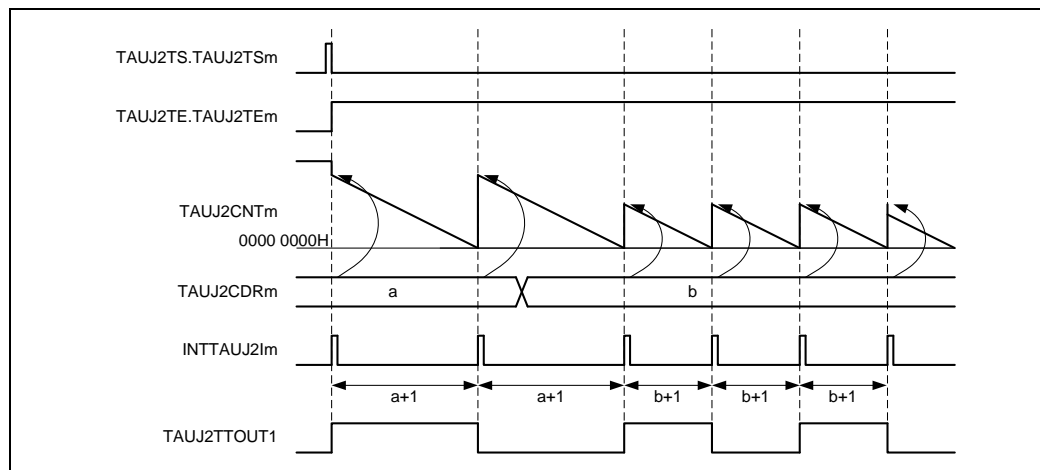 TAUJ2TS.TAUJ2TSm
TAUJ2TE.TAUJ2TEm
TAUJ2CNTm
0000 0000H
TAUJ2CDRm
a
b
INTTAUJ2Im
a+1
a+1
b+1
b+1
b+1
TAUJ2TTOUT1